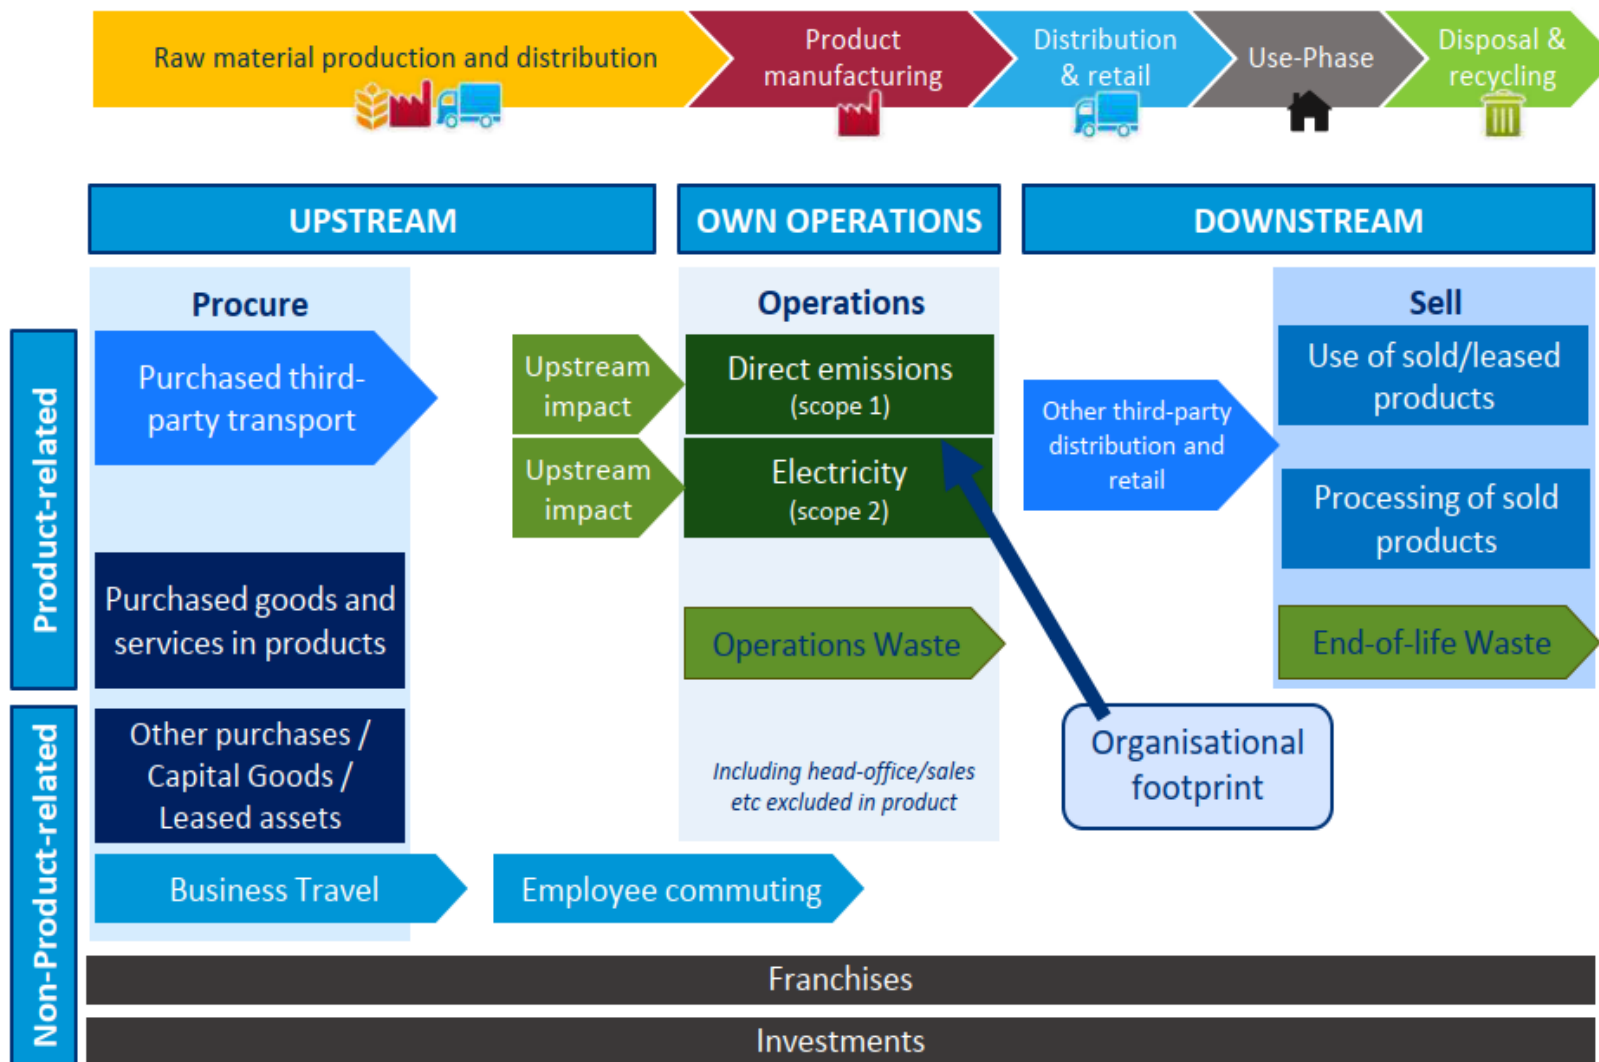 Raw material production and distribution
Product
manufacturing
Distribution
& retail
Use-Phase
Disposal &
recycling
UPSTREAM
OWN OPERATIONS
DOWNSTREAM
Product-related
Procure
Purchased third-
party transport
Purchased goods and
services in products
Upstream
impact
Upstream
impact
Operations
Direct emissions
(scope 1)
Electricity
(scope 2)
Operations Waste
Other third-party
distribution and
retail
Sell
Use of sold/leased
products
Processing of sold
products
End-of-life Waste
Non-Product-related
Other purchases /
Capital Goods /
Leased assets
Including head-office/sales
etc excluded in product
Organisational
footprint
Business Travel
Employee commuting
Franchises
Investments